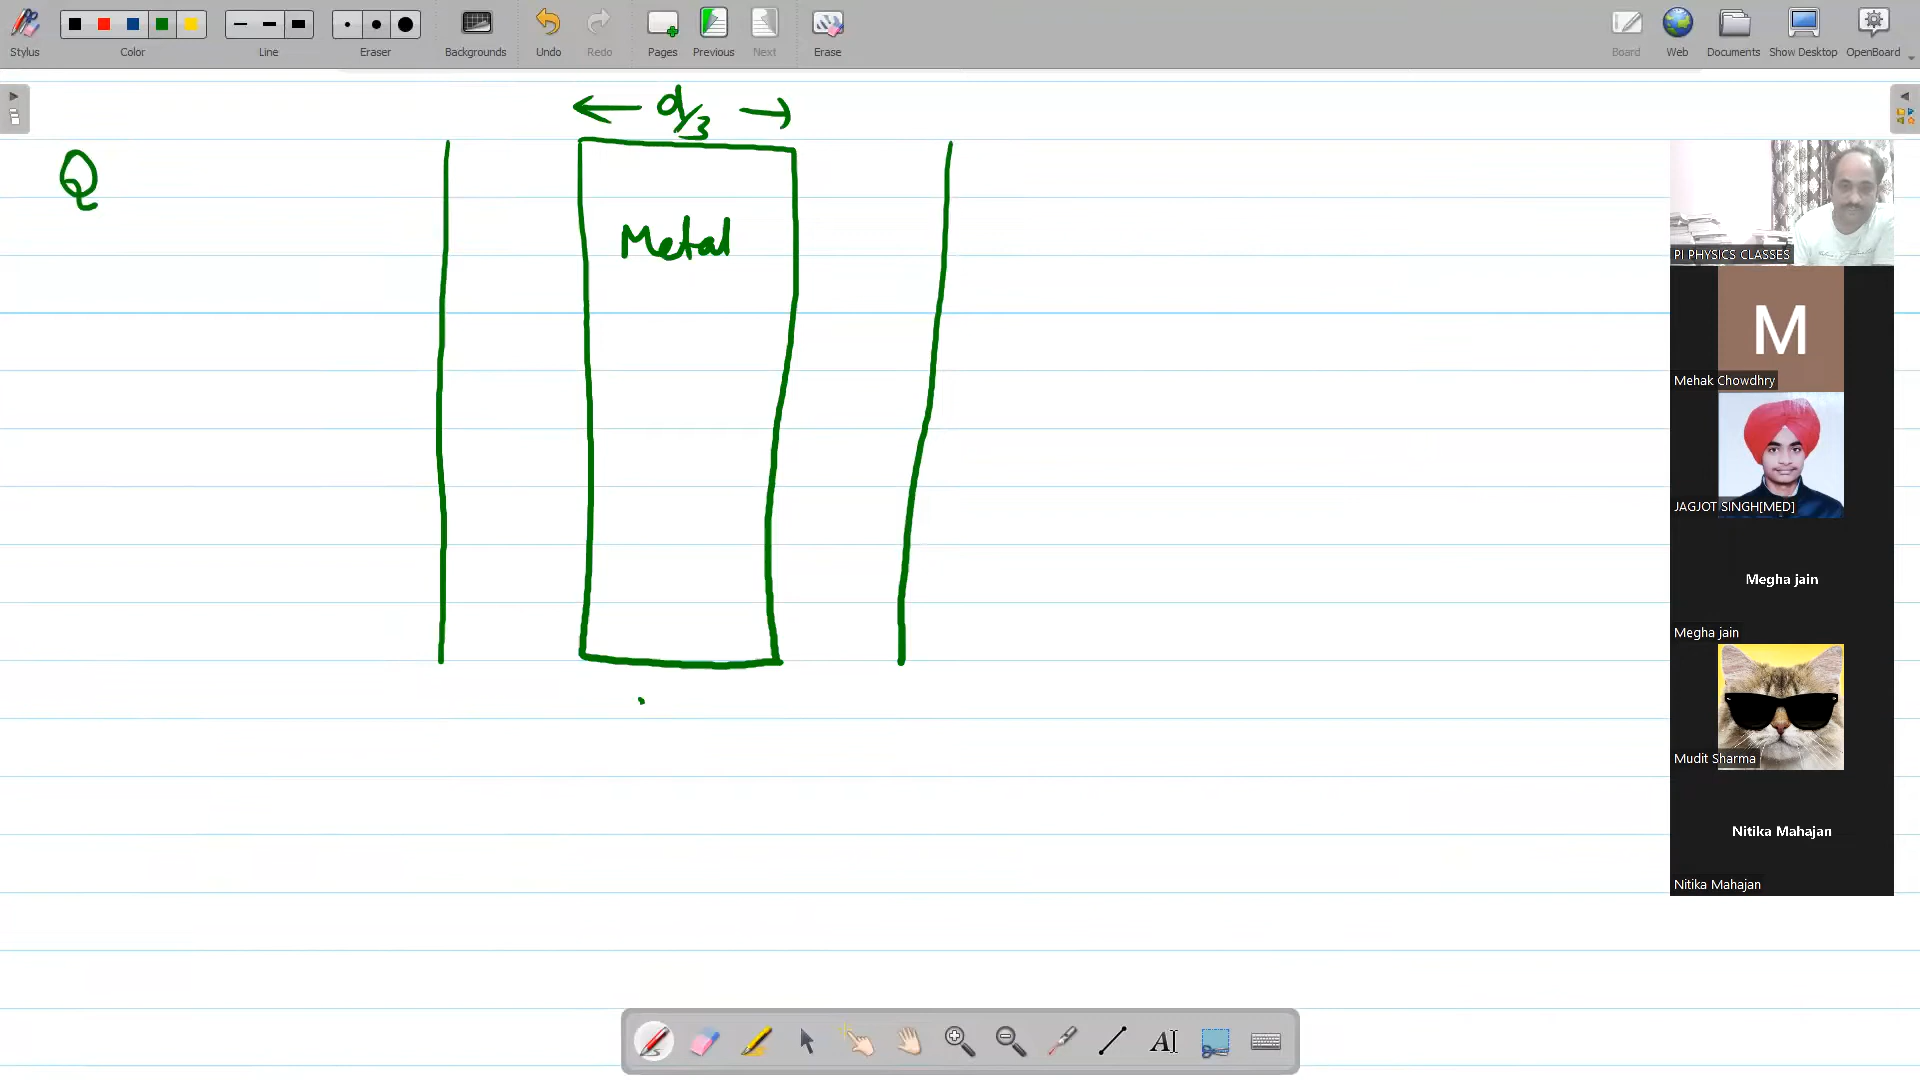 Stylus Color Line Eraser Backgrounds Undo Redo Pages Previous Next Erase Board Web Documents Show Desktop OpenBoard
d/3
Q
Metal
PI PHYSICS CLASSES
M
Mehak Chowdhry
JAGJOT SINGH[MED]
Megha jain
Megha jain
Mudit Sharma
Nitika Mahajan
Nitika Mahajan
A